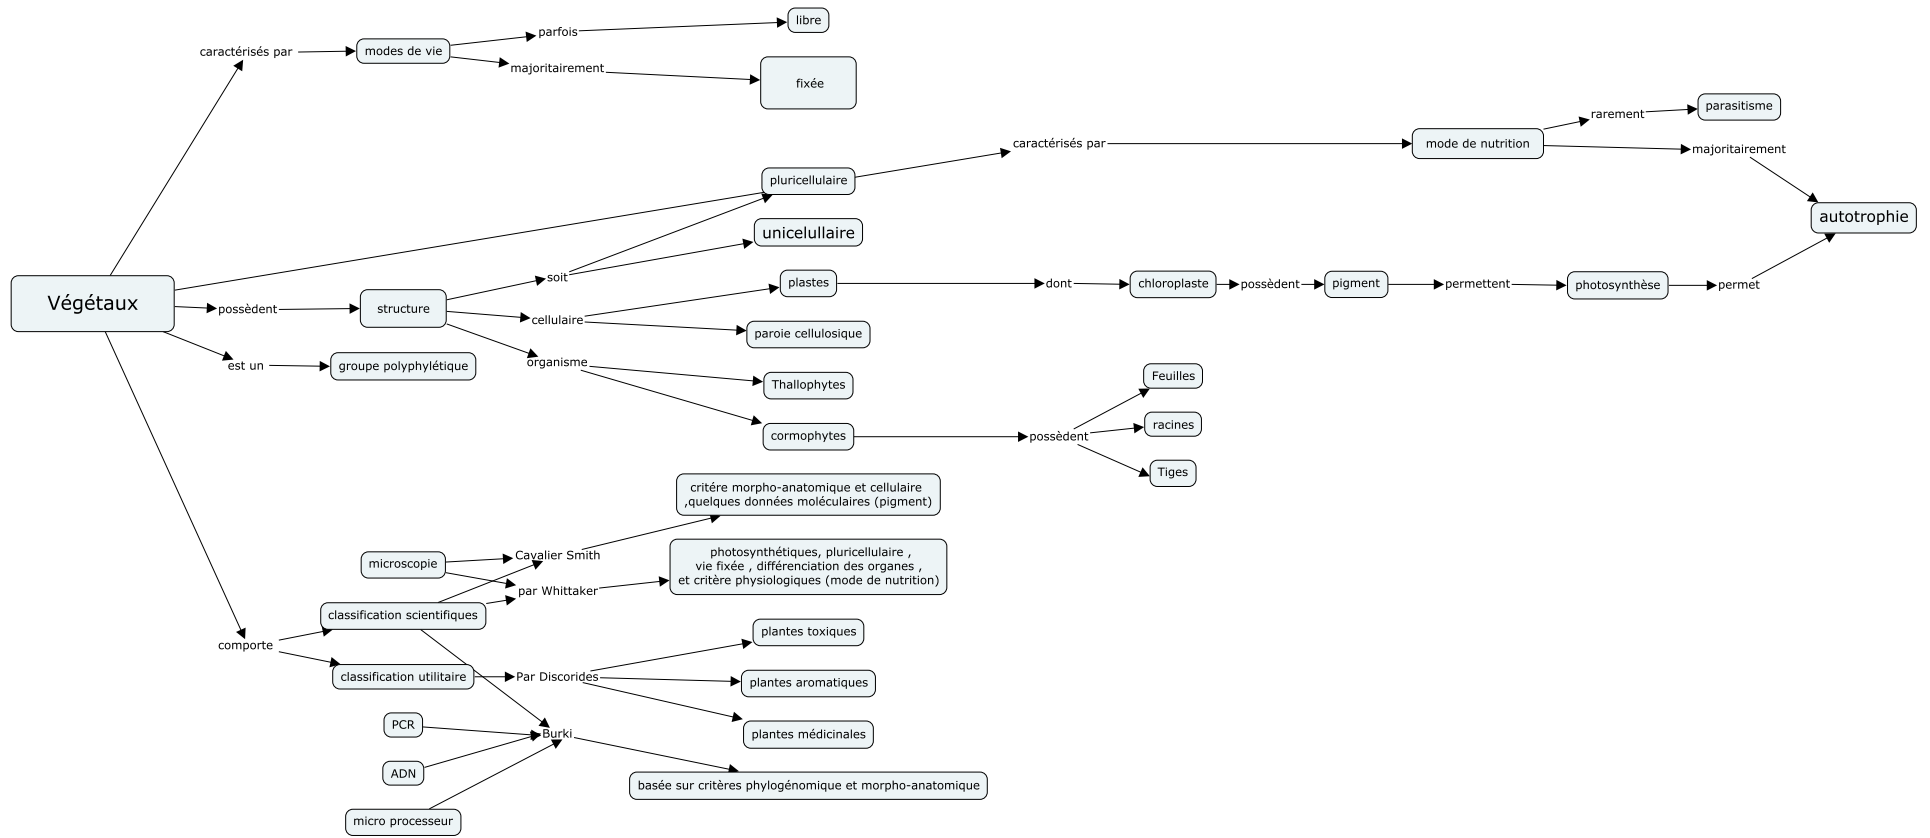 libre
parfois
caractérisés par
modes de vie
majoritairement
fixée
parasitisme
rarement
caractérisés par
mode de nutrition
majoritairement
pluricellulaire
autotrophie
unicelullaire
soit
plastes
dont
chloroplaste
possèdent
pigment
permettent
photosynthèse
permet
Végétaux
possèdent
structure
cellulaire
paroie cellulosique
est un
groupe polyphylétique
organisme
Thallophytes
Feuilles
racines
cormophytes
possèdent
Tiges
critére morpho-anatomique et cellulaire
,quelques données moléculaires (pigment)
microscopie
Cavalier Smith
photosynthétiques, pluricellulaire ,
vie fixée , différenciation des organes ,
et critère physiologiques (mode de nutrition)
par Whittaker
classification scientifiques
comporte
plantes toxiques
classification utilitaire
Par Discorides
plantes aromatiques
plantes médicinales
PCR
Burki
ADN
basée sur critères phylogénomique et morpho-anatomique
micro processeur